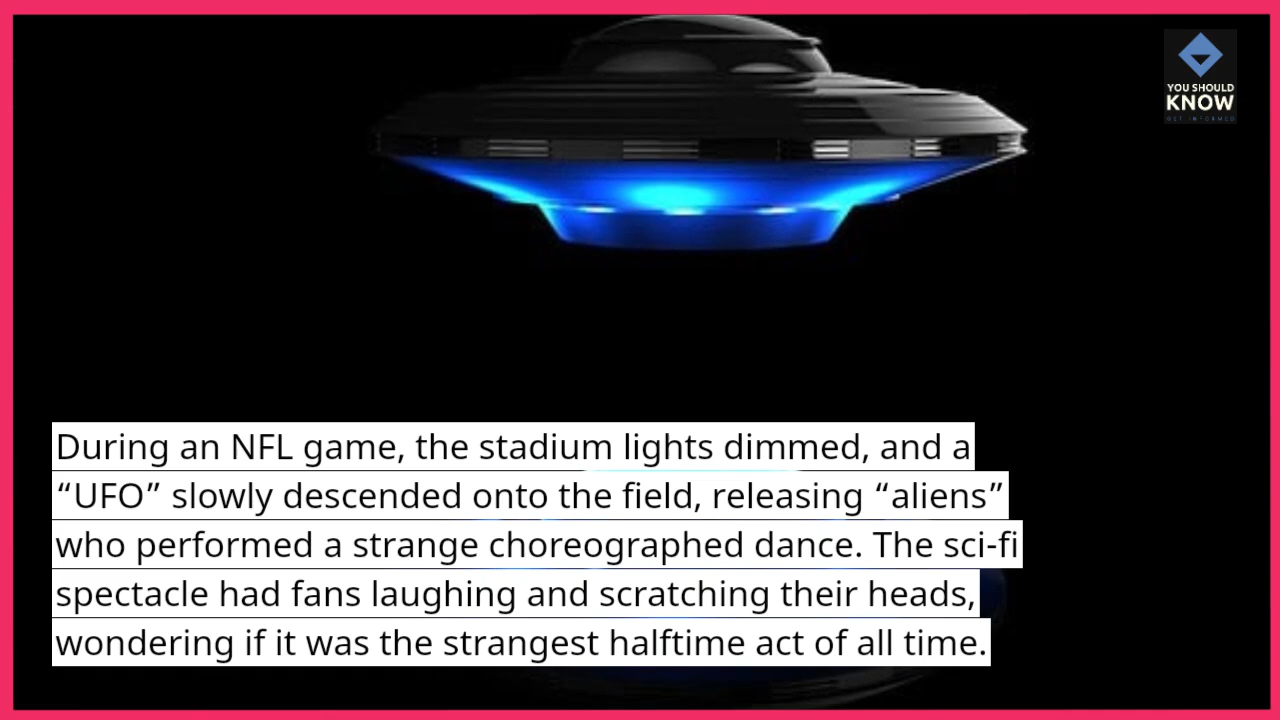 YOU SHOULD
KNOW
GET INFORMED
During an NFL game, the stadium lights dimmed, and a
“UFO” slowly descended onto the field, releasing “aliens”
who performed a strange choreographed dance. The sci-fi
spectacle had fans laughing and scratching their heads,
wondering if it was the strangest halftime act of all time.